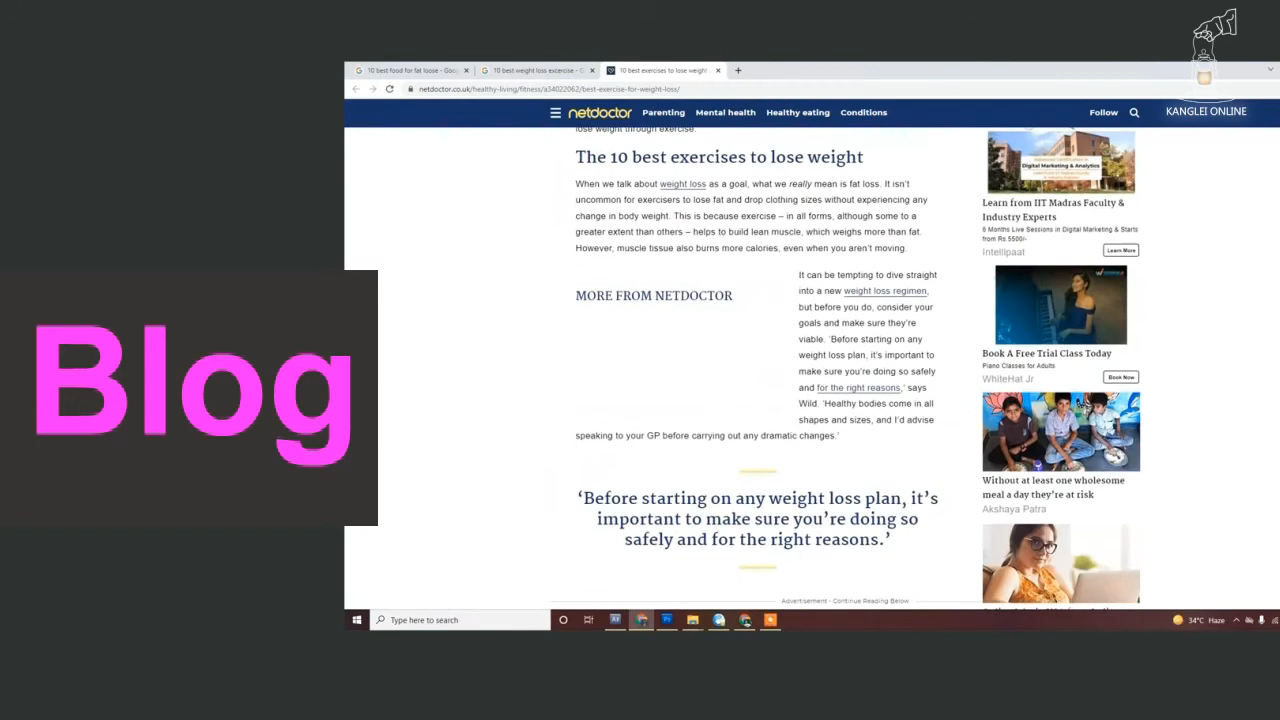 KANGLEI ONLINE
10 best food for fat loose - Goog
10 best weight loss excercise - G
10 best exercises to lose weight
netdoctor.co.uk/healthy-living/fitness/a34022062/best-exercise-for-weight-loss/
netdoctor Parenting Mental health Healthy eating Conditions Follow
lose weight through exercise.
The 10 best exercises to lose weight
When we talk about weight loss as a goal, what we really mean is fat loss. It isn't
uncommon for exercisers to lose fat and drop clothing sizes without experiencing any
change in body weight. This is because exercise – in all forms, although some to a
greater extent than others – helps to build lean muscle, which weighs more than fat.
However, muscle tissue also burns more calories, even when you aren't moving.
MORE FROM NETDOCTOR
It can be tempting to dive straight
into a new weight loss regimen,
but before you do, consider your
goals and make sure they're
viable. 'Before starting on any
weight loss plan, it's important to
make sure you're doing so safely
and for the right reasons,' says
Wild. 'Healthy bodies come in all
shapes and sizes, and I'd advise
speaking to your GP before carrying out any dramatic changes.'
'Before starting on any weight loss plan, it's
important to make sure you're doing so
safely and for the right reasons.'
Advertisement - Continue Reading Below
Digital Marketing & Analytics
Learn from IIT Madras Faculty &
Industry Experts
6 Months Live Sessions in Digital Marketing & Starts
from Rs.5500/-
Intellipaat
Learn More
Book A Free Trial Class Today
Piano Classes for Adults
WhiteHat Jr
Book Now
Without at least one wholesome
meal a day they're at risk
Akshaya Patra
Blog
Type here to search
34°C Haze